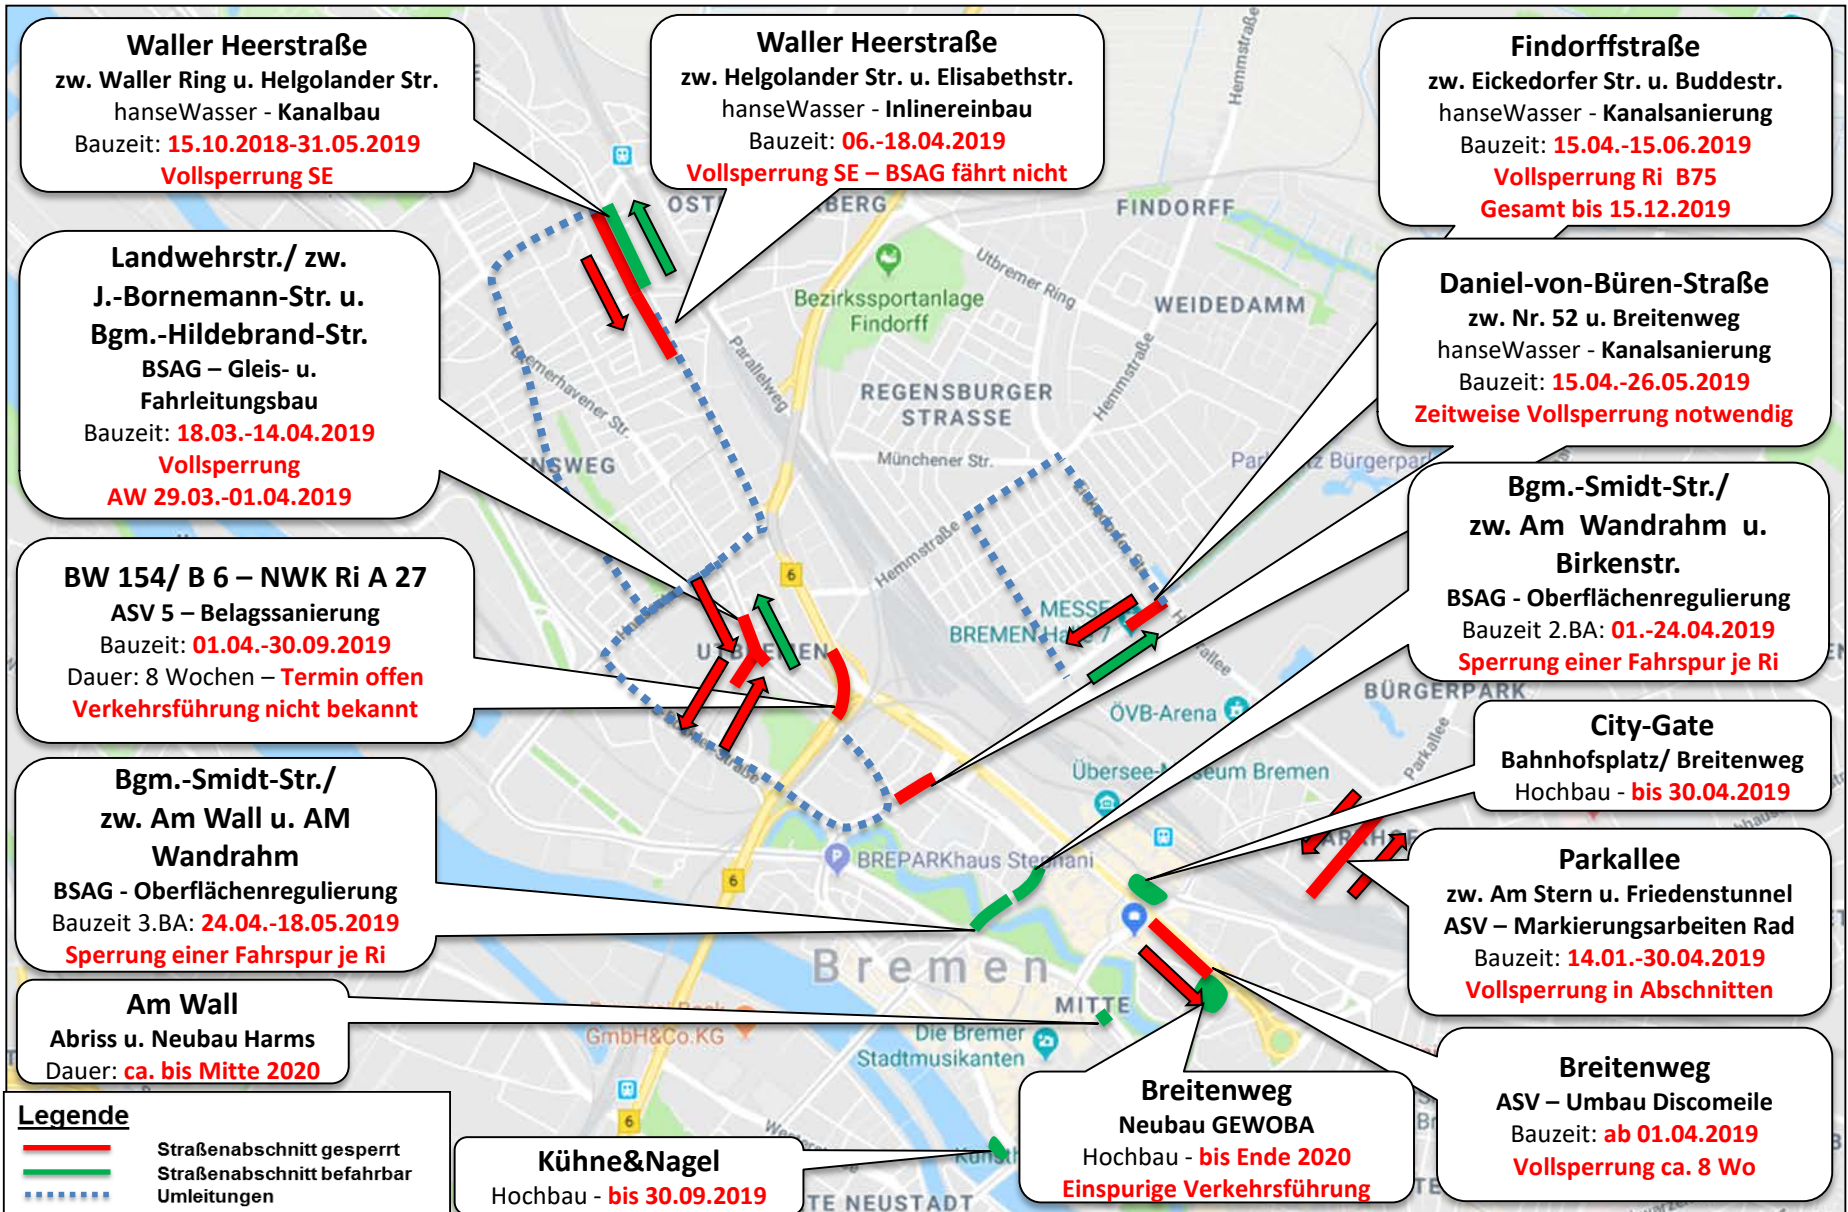 Waller Heerstraße
zw. Waller Ring u. Helgolander Str.
hanseWasser - Kanalbau
Bauzeit: 15.10.2018-31.05.2019
Vollsperrung SE
Waller Heerstraße
zw. Helgolander Str. u. Elisabethstr.
hanseWasser - Inlinereinbau
Bauzeit: 06.-18.04.2019
Vollsperrung SE – BSAG fährt nicht
Findorffstraße
zw. Eickedorfer Str. u. Buddestr.
hanseWasser - Kanalsanierung
Bauzeit: 15.04.-15.06.2019
Vollsperrung Ri B75
Gesamt bis 15.12.2019
Landwehrstr./ zw.
J.-Bornemann-Str. u.
Bgm.-Hildebrand-Str.
BSAG – Gleis- u.
Fahrleitungsbau
Bauzeit: 18.03.-14.04.2019
Vollsperrung
AW 29.03.-01.04.2019
Daniel-von-Büren-Straße
zw. Nr. 52 u. Breitenweg
hanseWasser - Kanalsanierung
Bauzeit: 15.04.-26.05.2019
Zeitweise Vollsperrung notwendig
Bgm.-Smidt-Str./
zw. Am Wandrahm u.
Birkenstr.
BSAG - Oberflächenregulierung
Bauzeit 2.BA: 01.-24.04.2019
Sperrung einer Fahrspur je Ri
BW 154/ B 6 – NWK Ri A 27
ASV 5 – Belagssanierung
Bauzeit: 01.04.-30.09.2019
Dauer: 8 Wochen – Termin offen
Verkehrsführung nicht bekannt
City-Gate
Bahnhofsplatz/ Breitenweg
Hochbau - bis 30.04.2019
Bgm.-Smidt-Str./
zw. Am Wall u. AM
Wandrahm
BSAG - Oberflächenregulierung
Bauzeit 3.BA: 24.04.-18.05.2019
Sperrung einer Fahrspur je Ri
Parkallee
zw. Am Stern u. Friedenstunnel
ASV – Markierungsarbeiten Rad
Bauzeit: 14.01.-30.04.2019
Vollsperrung in Abschnitten
Am Wall
Abriss u. Neubau Harms
Dauer: ca. bis Mitte 2020
Breitenweg
ASV – Umbau Discomeile
Bauzeit: ab 01.04.2019
Vollsperrung ca. 8 Wo
Breitenweg
Neubau GEWOBA
Hochbau - bis Ende 2020
Einspurige Verkehrsführung
Kühne&Nagel
Hochbau - bis 30.09.2019
Legende
Straßenabschnitt gesperrt
Straßenabschnitt befahrbar
Umleitungen
FINDORFF
Hemmstraße
Utbremer Ring
WEIDEDAMM
Bezirkssportanlage
Findorff
REGENSBURGER
STRASSE
Parallelweg
Bremerhavener Str.
Hemmstraße
Münchener Str.
Hemmstraße
Eickedorfer Str.
6
MESSE
BREMEN Halle 7
BÜRGERPARK
ÖVB-Arena
Parkallee
Übersee-Museum Bremen
BREPARKhaus Stephani
6
Bremen
MITTE
Die Bremer
Stadtmusikanten
GmbH&Co.KG
6